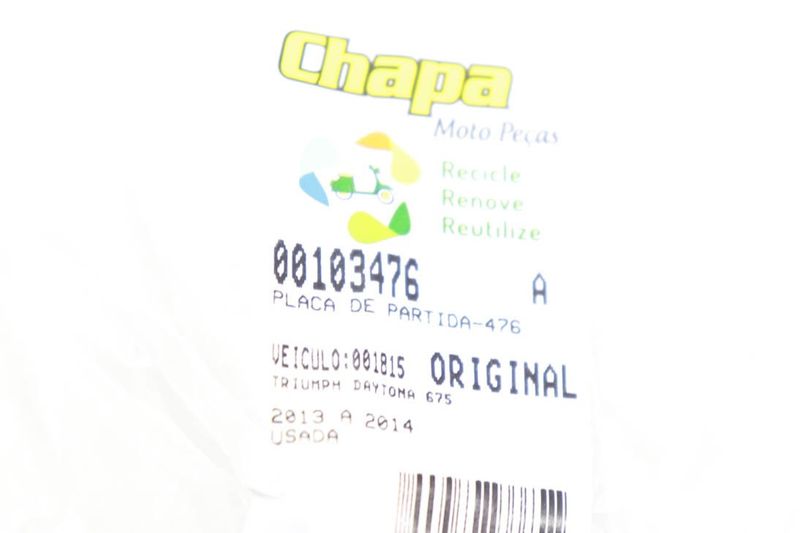 Chapa
Moto Peças
Recicle
Renove
Reutilize
00103476 A
PLACA DE PARTIDA-476
VEICULO:001815 ORIGINAL
TRIUMPH DAYTONA 675
2013 A 2014
USADA